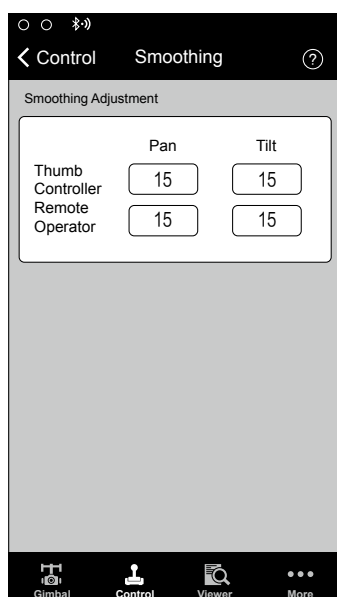 Control Smoothing ?
Smoothing Adjustment
Pan Tilt
Thumb
Controller 15 15
Remote
Operator 15 15
Gimbal Control Viewer More